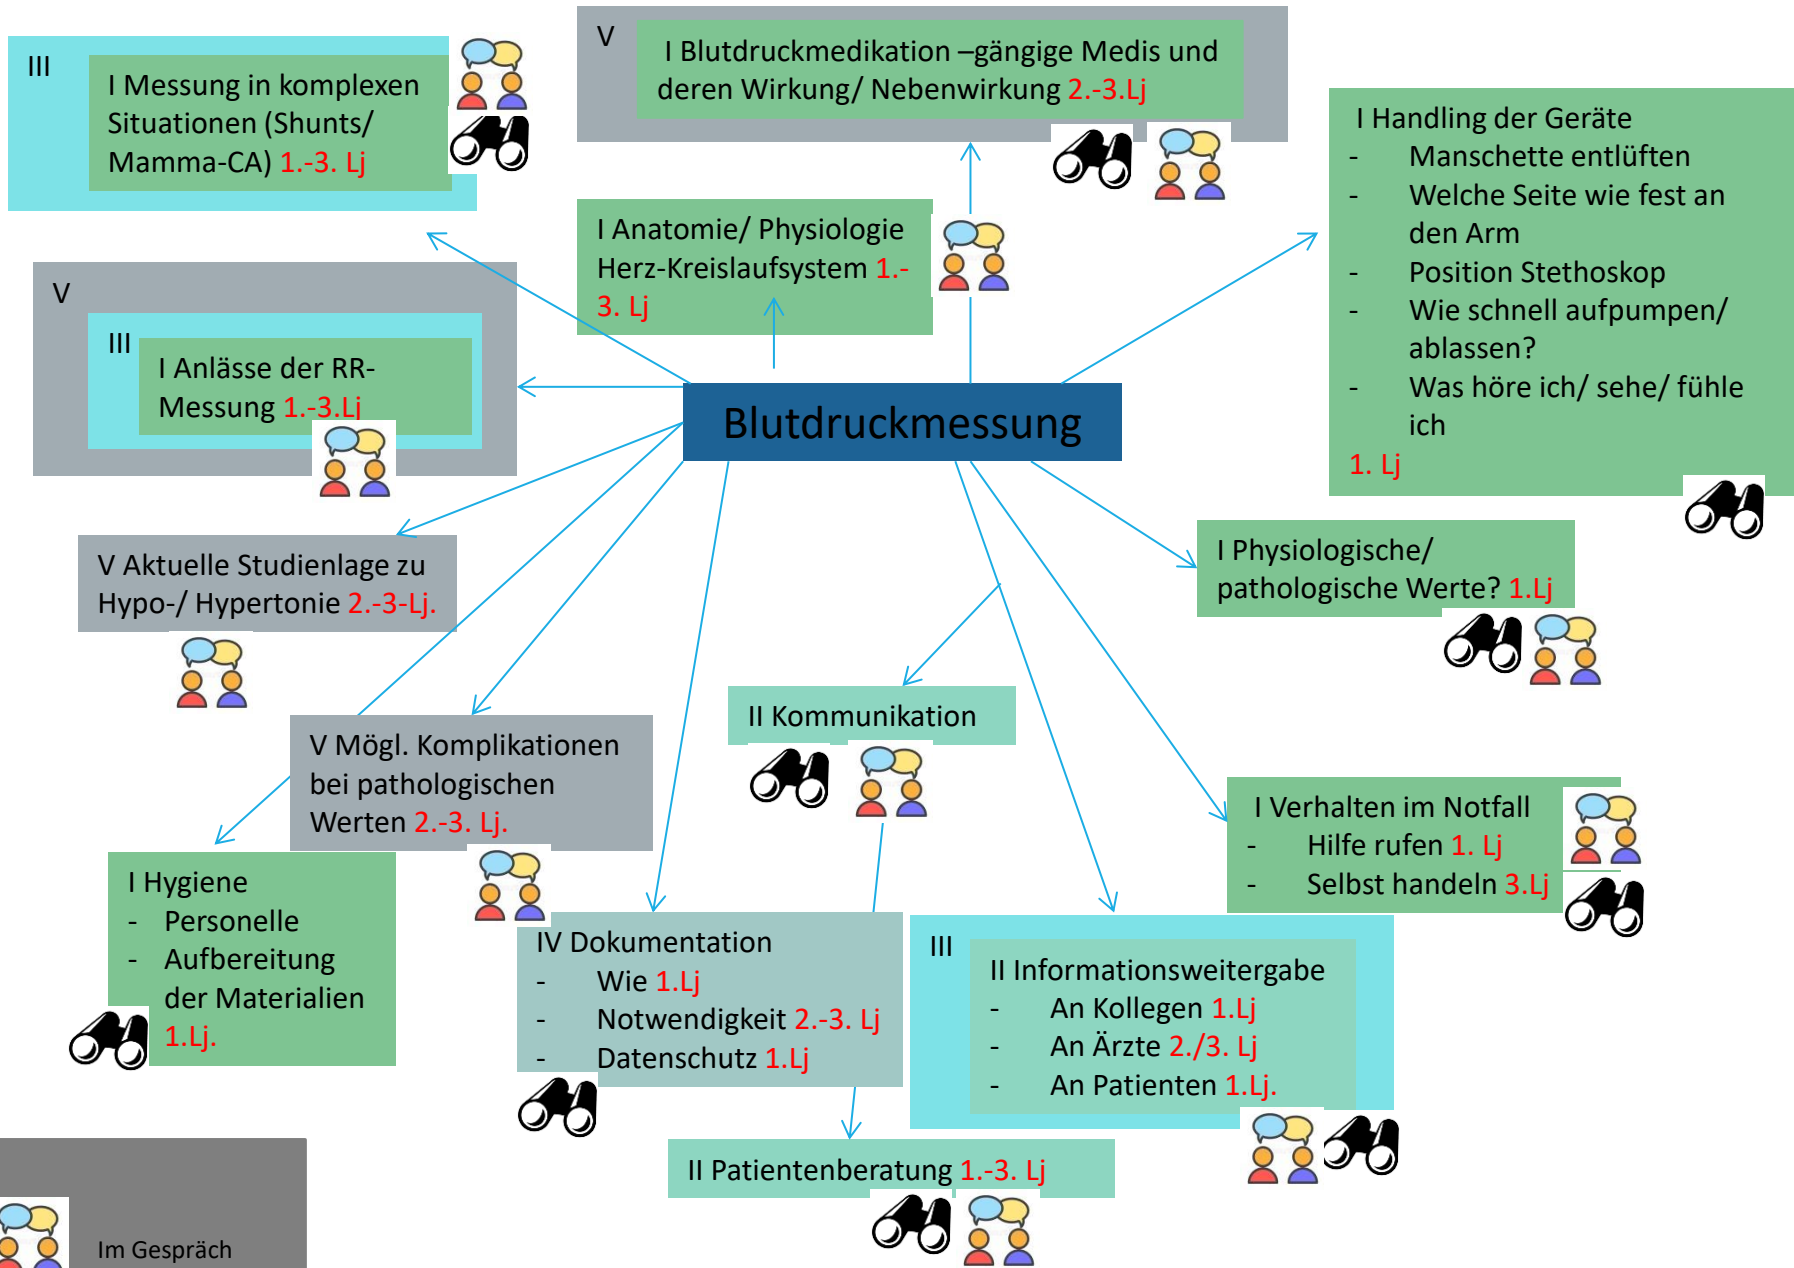 III
I Messung in komplexen
Situationen (Shunts/
Mamma-CA) 1.-3. Lj
V
I Blutdruckmedikation –gängige Medis und
deren Wirkung/ Nebenwirkung 2.-3.Lj
I Handling der Geräte
- Manschette entlüften
- Welche Seite wie fest an
den Arm
- Position Stethoskop
- Wie schnell aufpumpen/
ablassen?
- Was höre ich/ sehe/ fühle
ich
1. Lj
I Anatomie/ Physiologie
Herz-Kreislaufsystem 1.-
3. Lj
V
III
I Anlässe der RR-
Messung 1.-3.Lj
Blutdruckmessung
V Aktuelle Studienlage zu
Hypo-/ Hypertonie 2.-3-Lj.
I Physiologische/
pathologische Werte? 1.Lj
II Kommunikation
V Mögl. Komplikationen
bei pathologischen
Werten 2.-3. Lj.
I Verhalten im Notfall
- Hilfe rufen 1. Lj
- Selbst handeln 3.Lj
I Hygiene
- Personelle
- Aufbereitung
der Materialien
1.Lj.
IV Dokumentation
- Wie 1.Lj
- Notwendigkeit 2.-3. Lj
- Datenschutz 1.Lj
III
II Informationsweitergabe
- An Kollegen 1.Lj
- An Ärzte 2./3. Lj
- An Patienten 1.Lj.
II Patientenberatung 1.-3. Lj
Im Gespräch